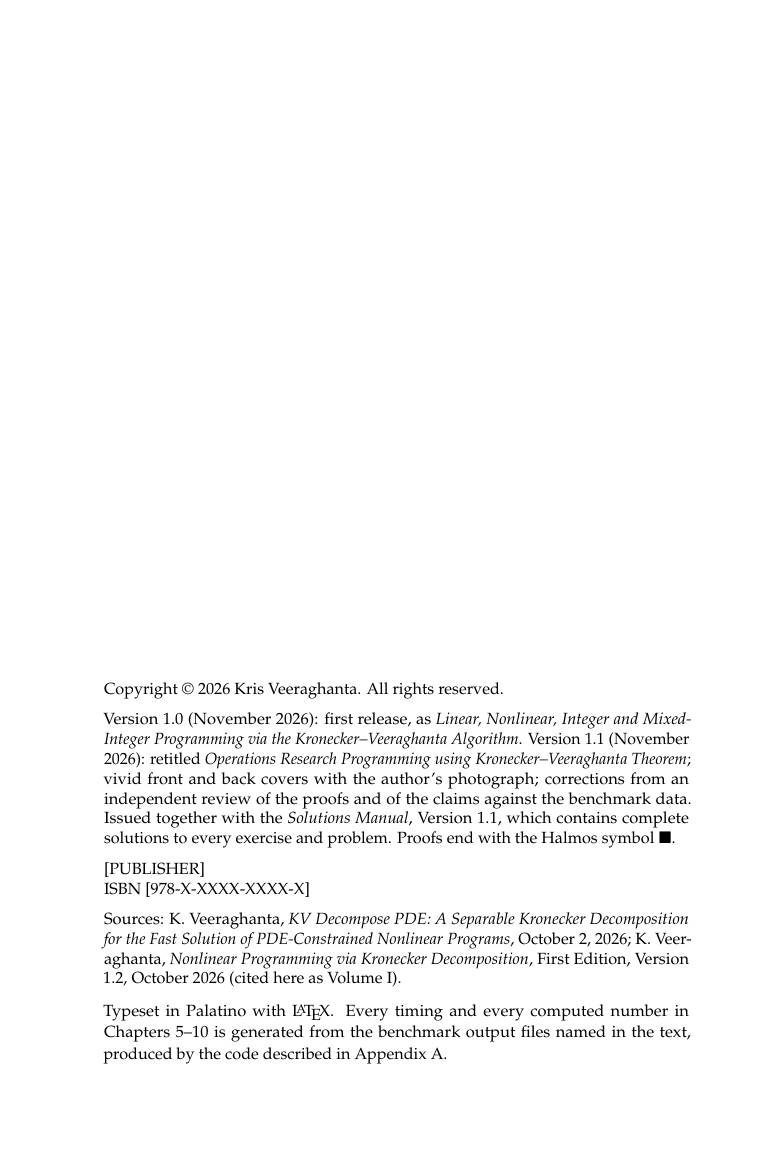 Copyright © 2026 Kris Veeraghanta. All rights reserved.
Version 1.0 (November 2026): first release, as Linear, Nonlinear, Integer and Mixed-
Integer Programming via the Kronecker–Veeraghanta Algorithm. Version 1.1 (November
2026): retitled Operations Research Programming using Kronecker–Veeraghanta Theorem;
vivid front and back covers with the author's photograph; corrections from an
independent review of the proofs and of the claims against the benchmark data.
Issued together with the Solutions Manual, Version 1.1, which contains complete
solutions to every exercise and problem. Proofs end with the Halmos symbol ■.
[PUBLISHER]
ISBN [978-X-XXXX-XXXX-X]
Sources: K. Veeraghanta, KV Decompose PDE: A Separable Kronecker Decomposition
for the Fast Solution of PDE-Constrained Nonlinear Programs, October 2, 2026; K. Veer-
aghanta, Nonlinear Programming via Kronecker Decomposition, First Edition, Version
1.2, October 2026 (cited here as Volume I).
Typeset in Palatino with LATEX. Every timing and every computed number in
Chapters 5–10 is generated from the benchmark output files named in the text,
produced by the code described in Appendix A.